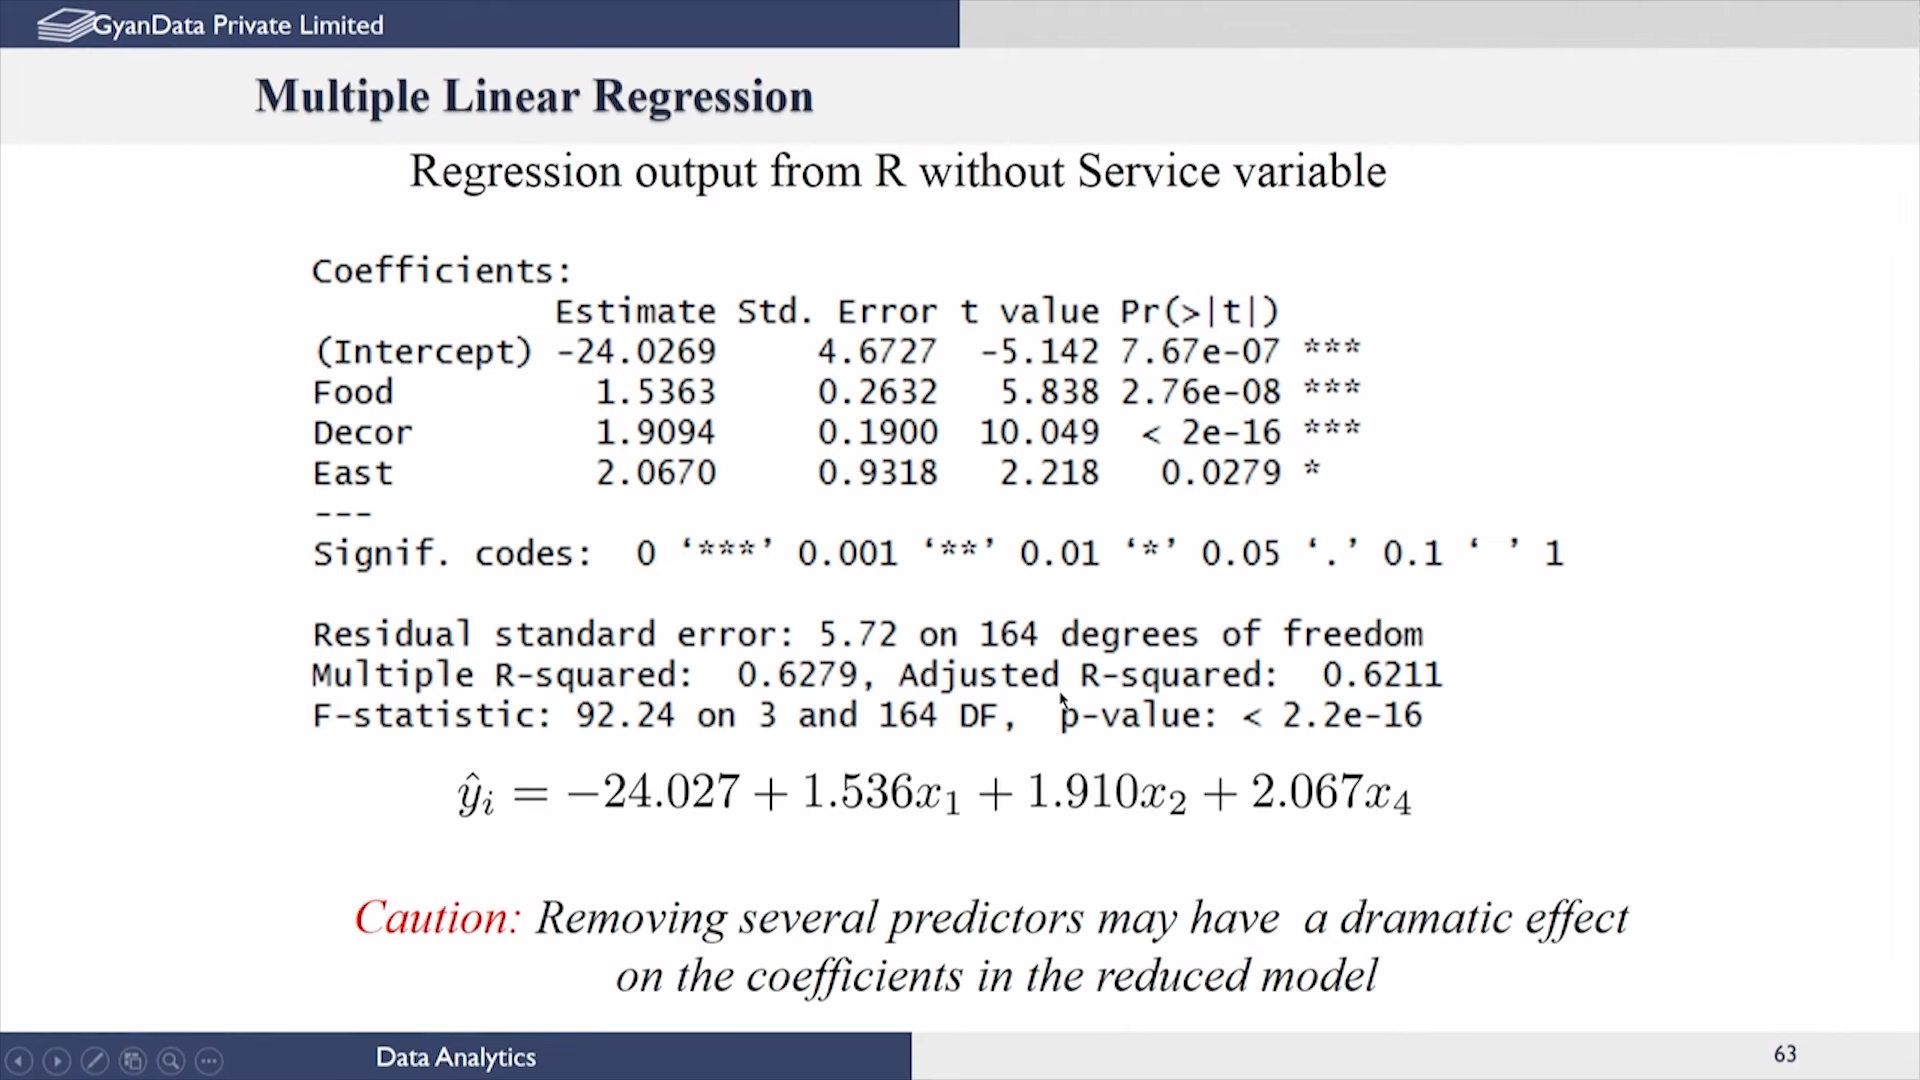 GyanData Private Limited
Multiple Linear Regression
Regression output from R without Service variable
Coefficients:
Estimate Std. Error t value Pr(>|t|)
(Intercept) -24.0269 4.6727 -5.142 7.67e-07 ***
Food 1.5363 0.2632 5.838 2.76e-08 ***
Decor 1.9094 0.1900 10.049 < 2e-16 ***
East 2.0670 0.9318 2.218 0.0279 *
---
Signif. codes: 0 ‘***’ 0.001 ‘**’ 0.01 ‘*’ 0.05 ‘.’ 0.1 ‘ ’ 1
Residual standard error: 5.72 on 164 degrees of freedom
Multiple R-squared: 0.6279, Adjusted R-squared: 0.6211
F-statistic: 92.24 on 3 and 164 DF, p-value: < 2.2e-16
ŷᵢ = −24.027 + 1.536x₁ + 1.910x₂ + 2.067x₄
Caution: Removing several predictors may have a dramatic effect
on the coefficients in the reduced model
Data Analytics
63